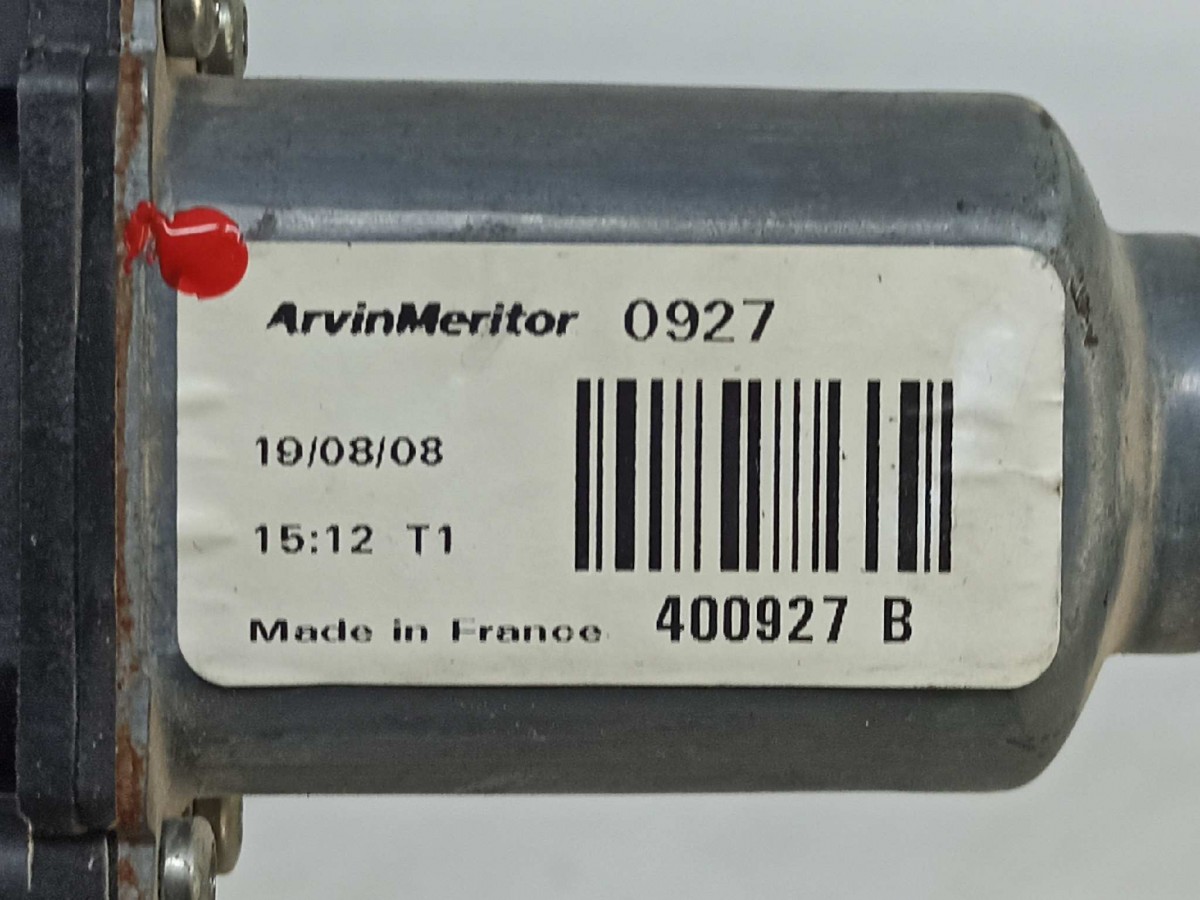 ArvinMeritor 0927
19/08/08
15:12 T1
Made in France 400927 B